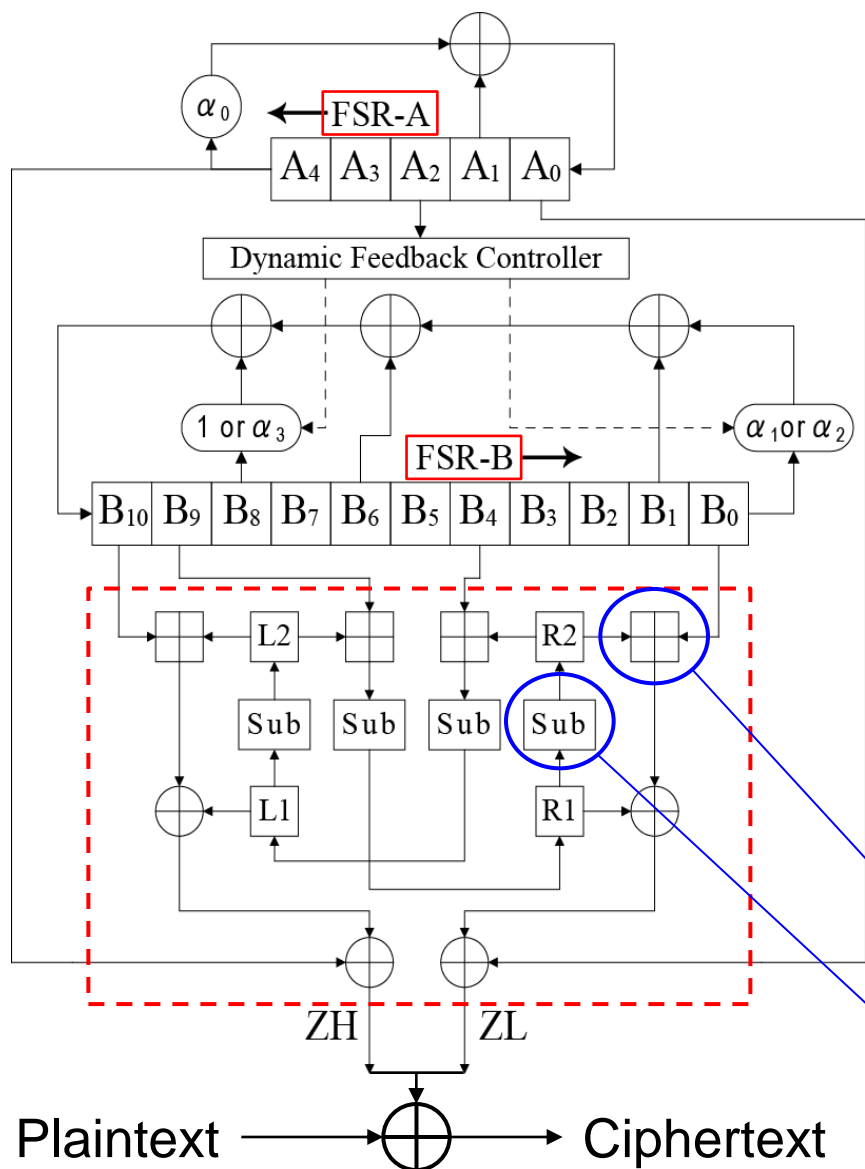 α₀
FSR-A
A₄ A₃ A₂ A₁ A₀
Dynamic Feedback Controller
1 or α₃
α₁or α₂
FSR-B
B₁₀ B₉ B₈ B₇ B₆ B₅ B₄ B₃ B₂ B₁ B₀
L2 R2
Sub Sub Sub Sub
L1 R1
ZH ZL
Plaintext Ciphertext